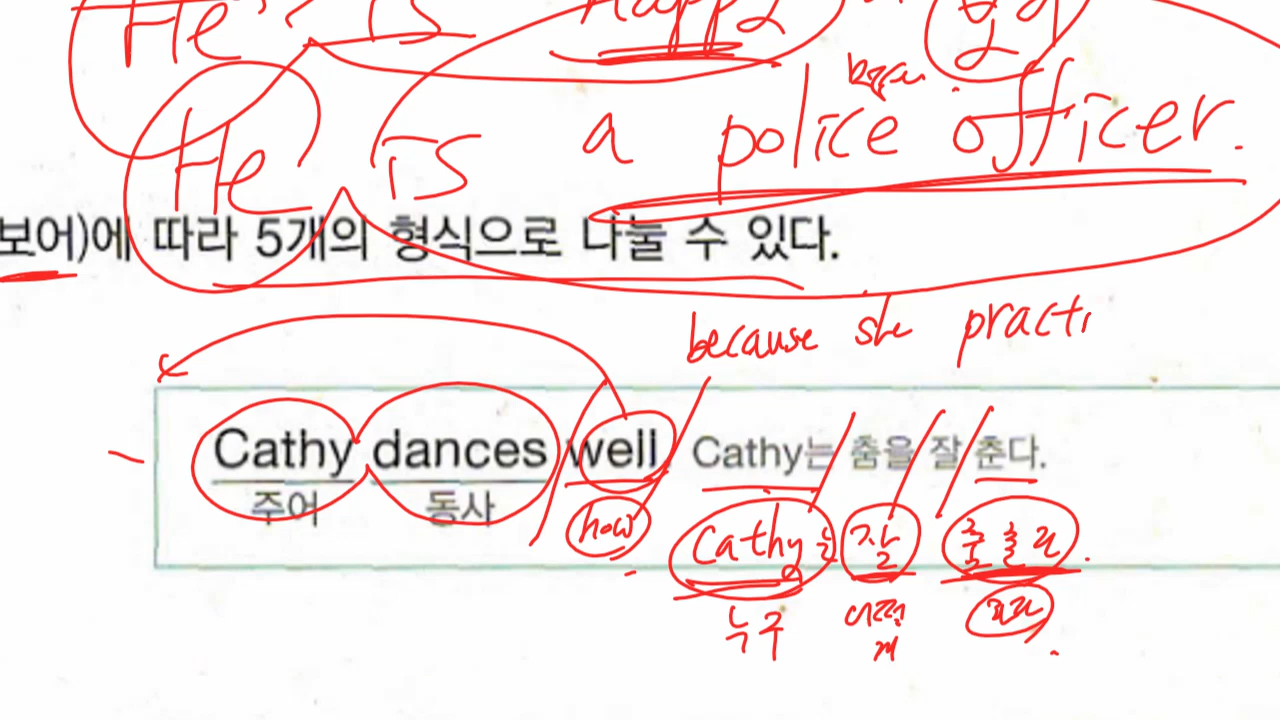 He is happy
He is a police officer.
보어)에 따라 5개의 형식으로 나눌 수 있다.
because she practi
Cathy dances well Cathy는 춤을 잘 춘다.
주어 동사
how Cathy는 잘
누구 어떻게